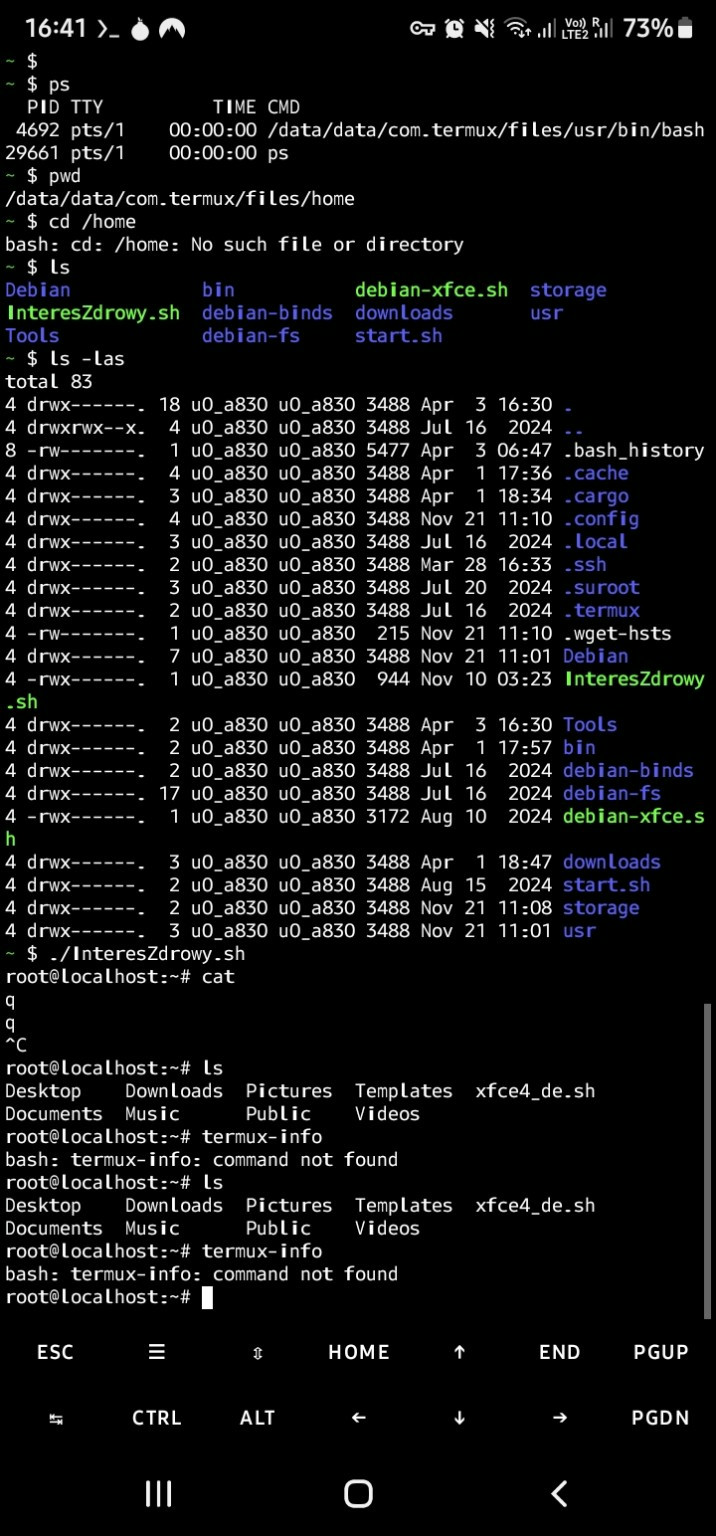 16:41 Vo)) LTE2 R 73%
~ $
~ $ ps
  PID TTY          TIME CMD
 4692 pts/1    00:00:00 /data/data/com.termux/files/usr/bin/bash
29661 pts/1    00:00:00 ps
~ $ pwd
/data/data/com.termux/files/home
~ $ cd /home
bash: cd: /home: No such file or directory
~ $ ls
Debian            bin            debian-xfce.sh  storage
InteresZdrowy.sh  debian-binds  downloads       usr
Tools             debian-fs     start.sh
~ $ ls -las
total 83
4 drwx------. 18 u0_a830 u0_a830 3488 Apr  3 16:30 .
4 drwxrwx--x.  4 u0_a830 u0_a830 3488 Jul 16  2024 ..
8 -rw-------.  1 u0_a830 u0_a830 5477 Apr  3 06:47 .bash_history
4 drwx------.  4 u0_a830 u0_a830 3488 Apr  1 17:36 .cache
4 drwx------.  3 u0_a830 u0_a830 3488 Apr  1 18:34 .cargo
4 drwx------.  4 u0_a830 u0_a830 3488 Nov 21 11:10 .config
4 drwx------.  3 u0_a830 u0_a830 3488 Jul 16  2024 .local
4 drwx------.  2 u0_a830 u0_a830 3488 Mar 28 16:33 .ssh
4 drwx------.  3 u0_a830 u0_a830 3488 Jul 20  2024 .suroot
4 drwx------.  2 u0_a830 u0_a830 3488 Jul 16  2024 .termux
4 -rw-------.  1 u0_a830 u0_a830  215 Nov 21 11:10 .wget-hsts
4 drwx------.  7 u0_a830 u0_a830 3488 Nov 21 11:01 Debian
4 -rwx------.  1 u0_a830 u0_a830  944 Nov 10 03:23 InteresZdrowy
.sh
4 drwx------.  2 u0_a830 u0_a830 3488 Apr  3 16:30 Tools
4 drwx------.  2 u0_a830 u0_a830 3488 Apr  1 17:57 bin
4 drwx------.  2 u0_a830 u0_a830 3488 Jul 16  2024 debian-binds
4 drwx------. 17 u0_a830 u0_a830 3488 Jul 16  2024 debian-fs
4 -rwx------.  1 u0_a830 u0_a830 3172 Aug 10  2024 debian-xfce.s
h
4 drwx------.  3 u0_a830 u0_a830 3488 Apr  1 18:47 downloads
4 drwx------.  2 u0_a830 u0_a830 3488 Aug 15  2024 start.sh
4 drwx------.  2 u0_a830 u0_a830 3488 Nov 21 11:08 storage
4 drwx------.  3 u0_a830 u0_a830 3488 Nov 21 11:01 usr
~ $ ./InteresZdrowy.sh
root@localhost:~# cat
q
q
^C
root@localhost:~# ls
Desktop    Downloads  Pictures  Templates  xfce4_de.sh
Documents  Music      Public    Videos
root@localhost:~# termux-info
bash: termux-info: command not found
root@localhost:~# ls
Desktop    Downloads  Pictures  Templates  xfce4_de.sh
Documents  Music      Public    Videos
root@localhost:~# termux-info
bash: termux-info: command not found
root@localhost:~#
ESC ☰ ⇳ HOME ↑ END PGUP
↹ CTRL ALT ← ↓ → PGDN